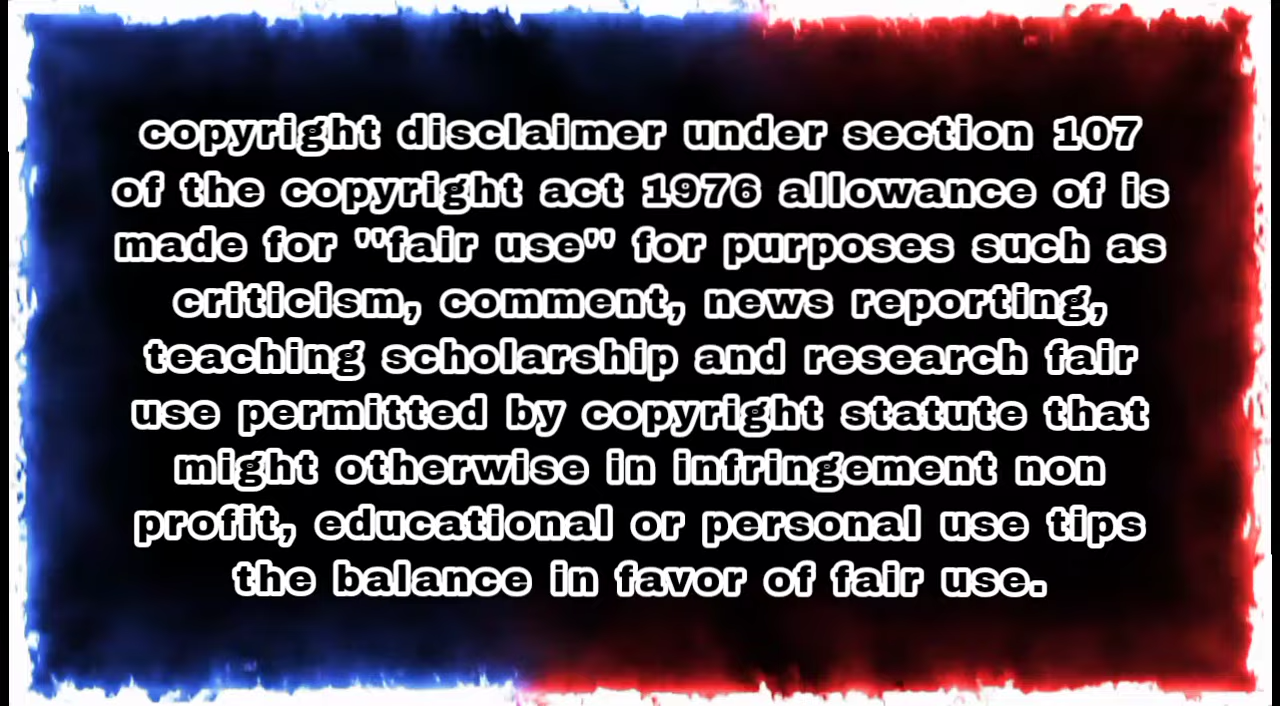 copyright disclaimer under section 107
of the copyright act 1976 allowance of is
made for "fair use" for purposes such as
criticism, comment, news reporting,
teaching scholarship and research fair
use permitted by copyright statute that
might otherwise in infringement non
profit, educational or personal use tips
the balance in favor of fair use.